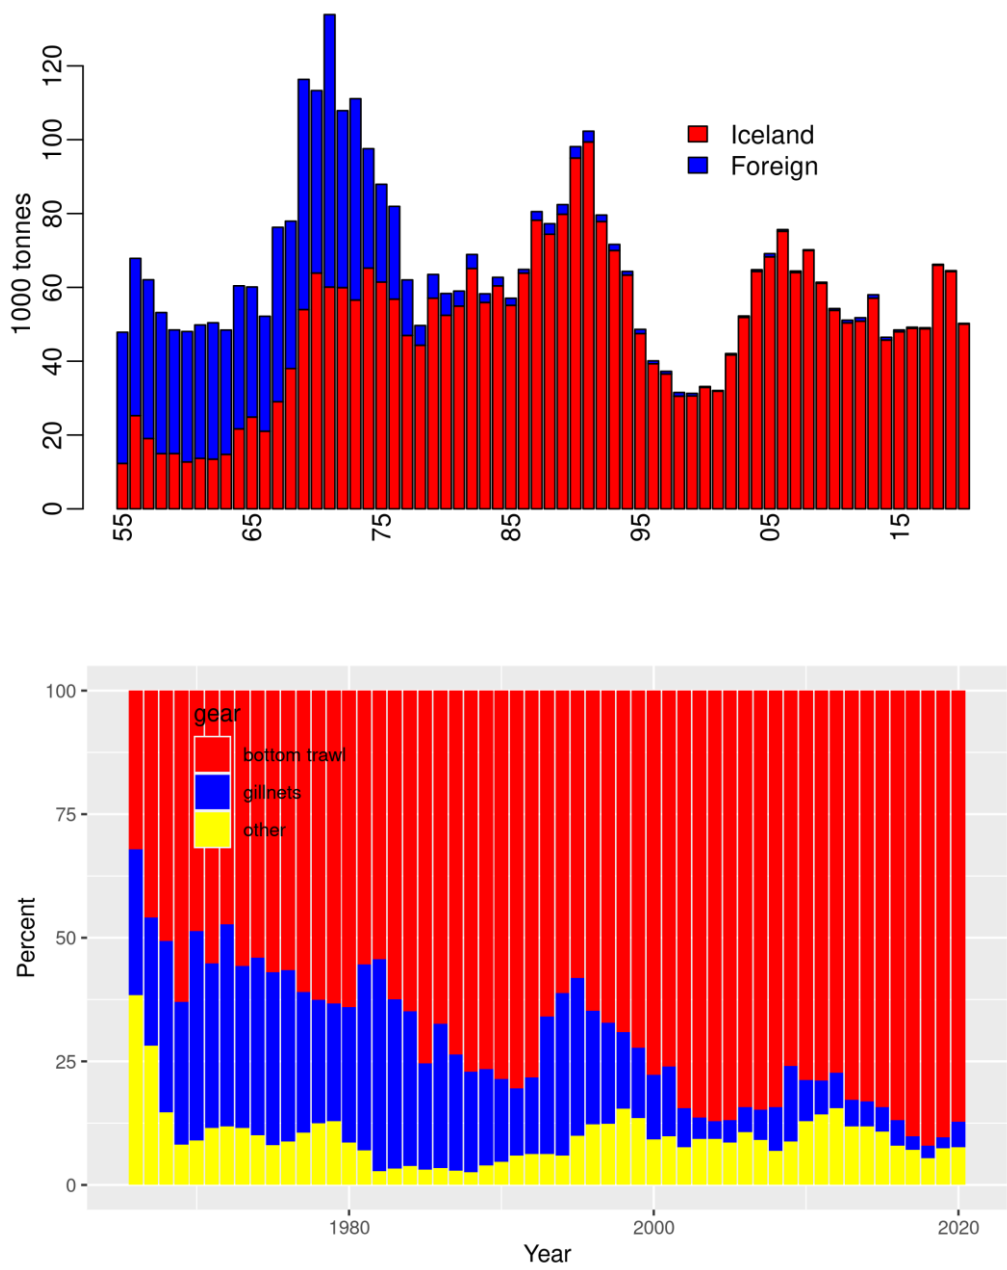 1000 tonnes
120
100
80
60
40
20
0
Iceland
Foreign
55 65 75 85 95 05 15
Percent
100
75
50
25
0
gear
bottom trawl
gillnets
other
1980 2000 2020
Year